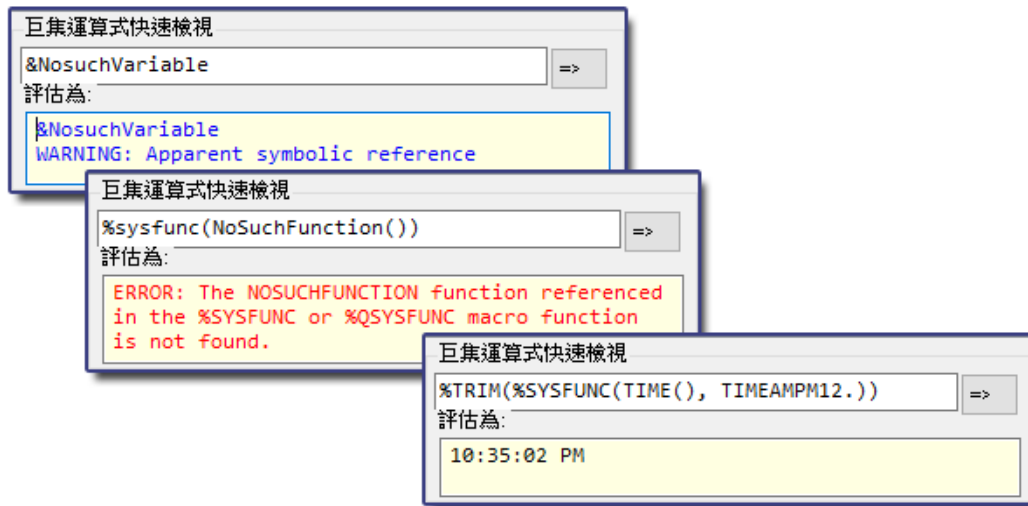 巨集運算式快速檢視
&NosuchVariable
=>
評估為:
&NosuchVariable
WARNING: Apparent symbolic reference
巨集運算式快速檢視
%sysfunc(NoSuchFunction())
=>
評估為:
ERROR: The NOSUCHFUNCTION function referenced
in the %SYSFUNC or %QSYSFUNC macro function
is not found.
巨集運算式快速檢視
%TRIM(%SYSFUNC(TIME(), TIMEAMPM12.))
=>
評估為:
10:35:02 PM